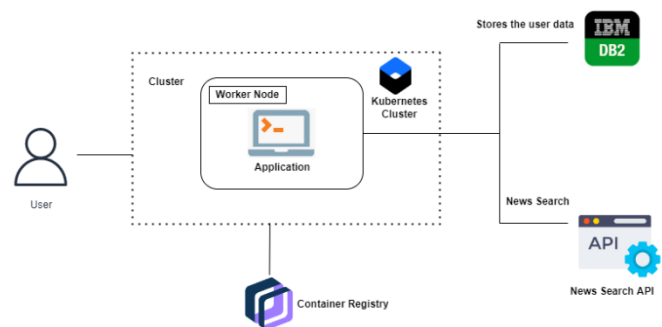 Stores the user data
IBM
DB2
Cluster
Worker Node
Kubernetes
Cluster
>_
Application
User
News Search
API
News Search API
Container Registry